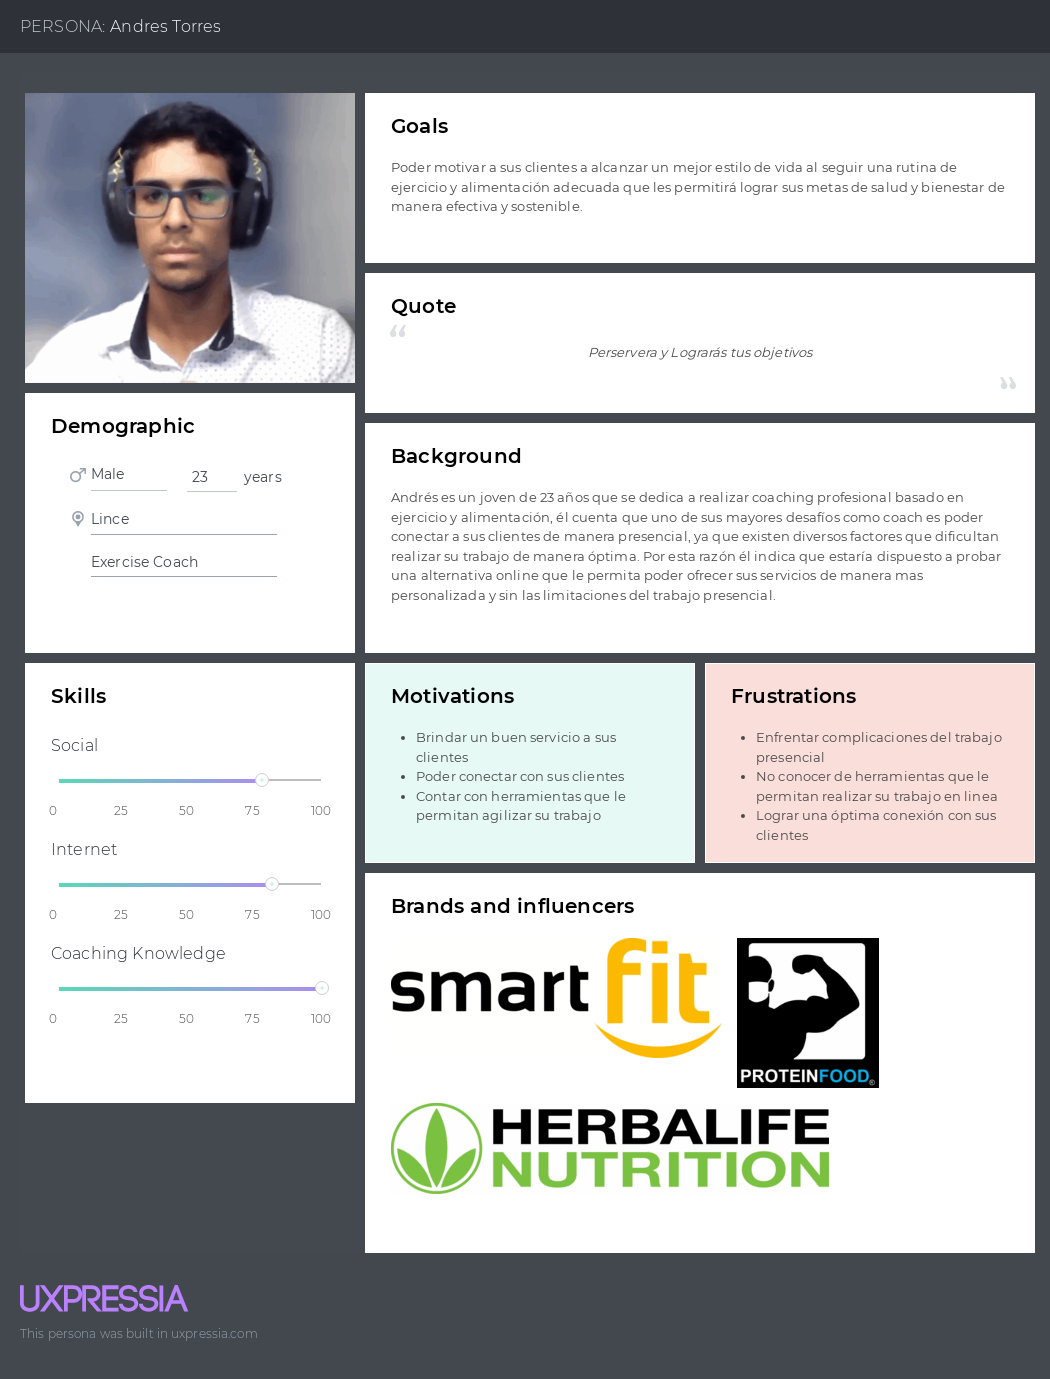 PERSONA: Andres Torres
Goals
Poder motivar a sus clientes a alcanzar un mejor estilo de vida al seguir una rutina de
ejercicio y alimentación adecuada que les permitirá lograr sus metas de salud y bienestar de
manera efectiva y sostenible.
Quote
“
Perservera y Lograrás tus objetivos
”
Demographic
Male 23 years
Lince
Exercise Coach
Background
Andrés es un joven de 23 años que se dedica a realizar coaching profesional basado en
ejercicio y alimentación, él cuenta que uno de sus mayores desafíos como coach es poder
conectar a sus clientes de manera presencial, ya que existen diversos factores que dificultan
realizar su trabajo de manera óptima. Por esta razón él indica que estaría dispuesto a probar
una alternativa online que le permita poder ofrecer sus servicios de manera mas
personalizada y sin las limitaciones del trabajo presencial.
Skills
Social
0 25 50 75 100
Internet
0 25 50 75 100
Coaching Knowledge
0 25 50 75 100
Motivations
• Brindar un buen servicio a sus
clientes
• Poder conectar con sus clientes
• Contar con herramientas que le
permitan agilizar su trabajo
Frustrations
• Enfrentar complicaciones del trabajo
presencial
• No conocer de herramientas que le
permitan realizar su trabajo en linea
• Lograr una óptima conexión con sus
clientes
Brands and influencers
smart fit
PROTEINFOOD®
HERBALIFE
NUTRITION
UXPRESSIA
This persona was built in uxpressia.com